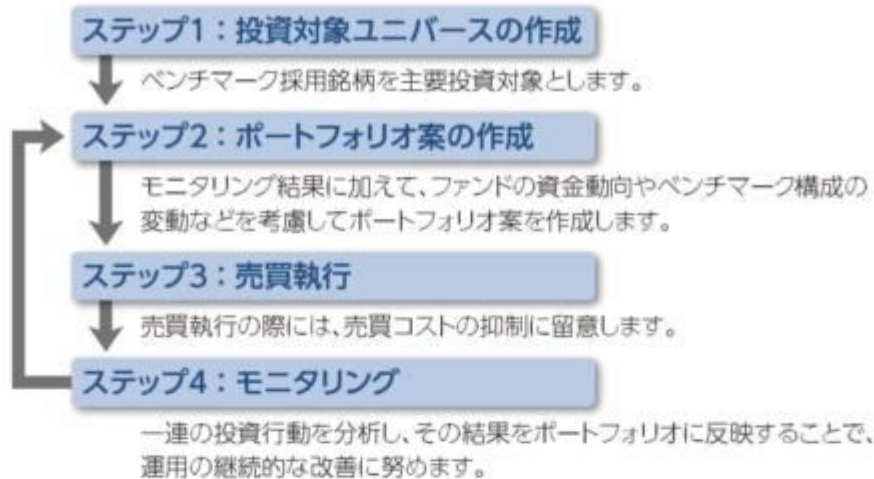 ステップ1：投資対象ユニバースの作成
ベンチマーク採用銘柄を主要投資対象とします。
ステップ2：ポートフォリオ案の作成
モニタリング結果に加えて、ファンドの資金動向やベンチマーク構成の
変動などを考慮してポートフォリオ案を作成します。
ステップ3：売買執行
売買執行の際には、売買コストの抑制に留意します。
ステップ4：モニタリング
一連の投資行動を分析し、その結果をポートフォリオに反映することで、
運用の継続的な改善に努めます。